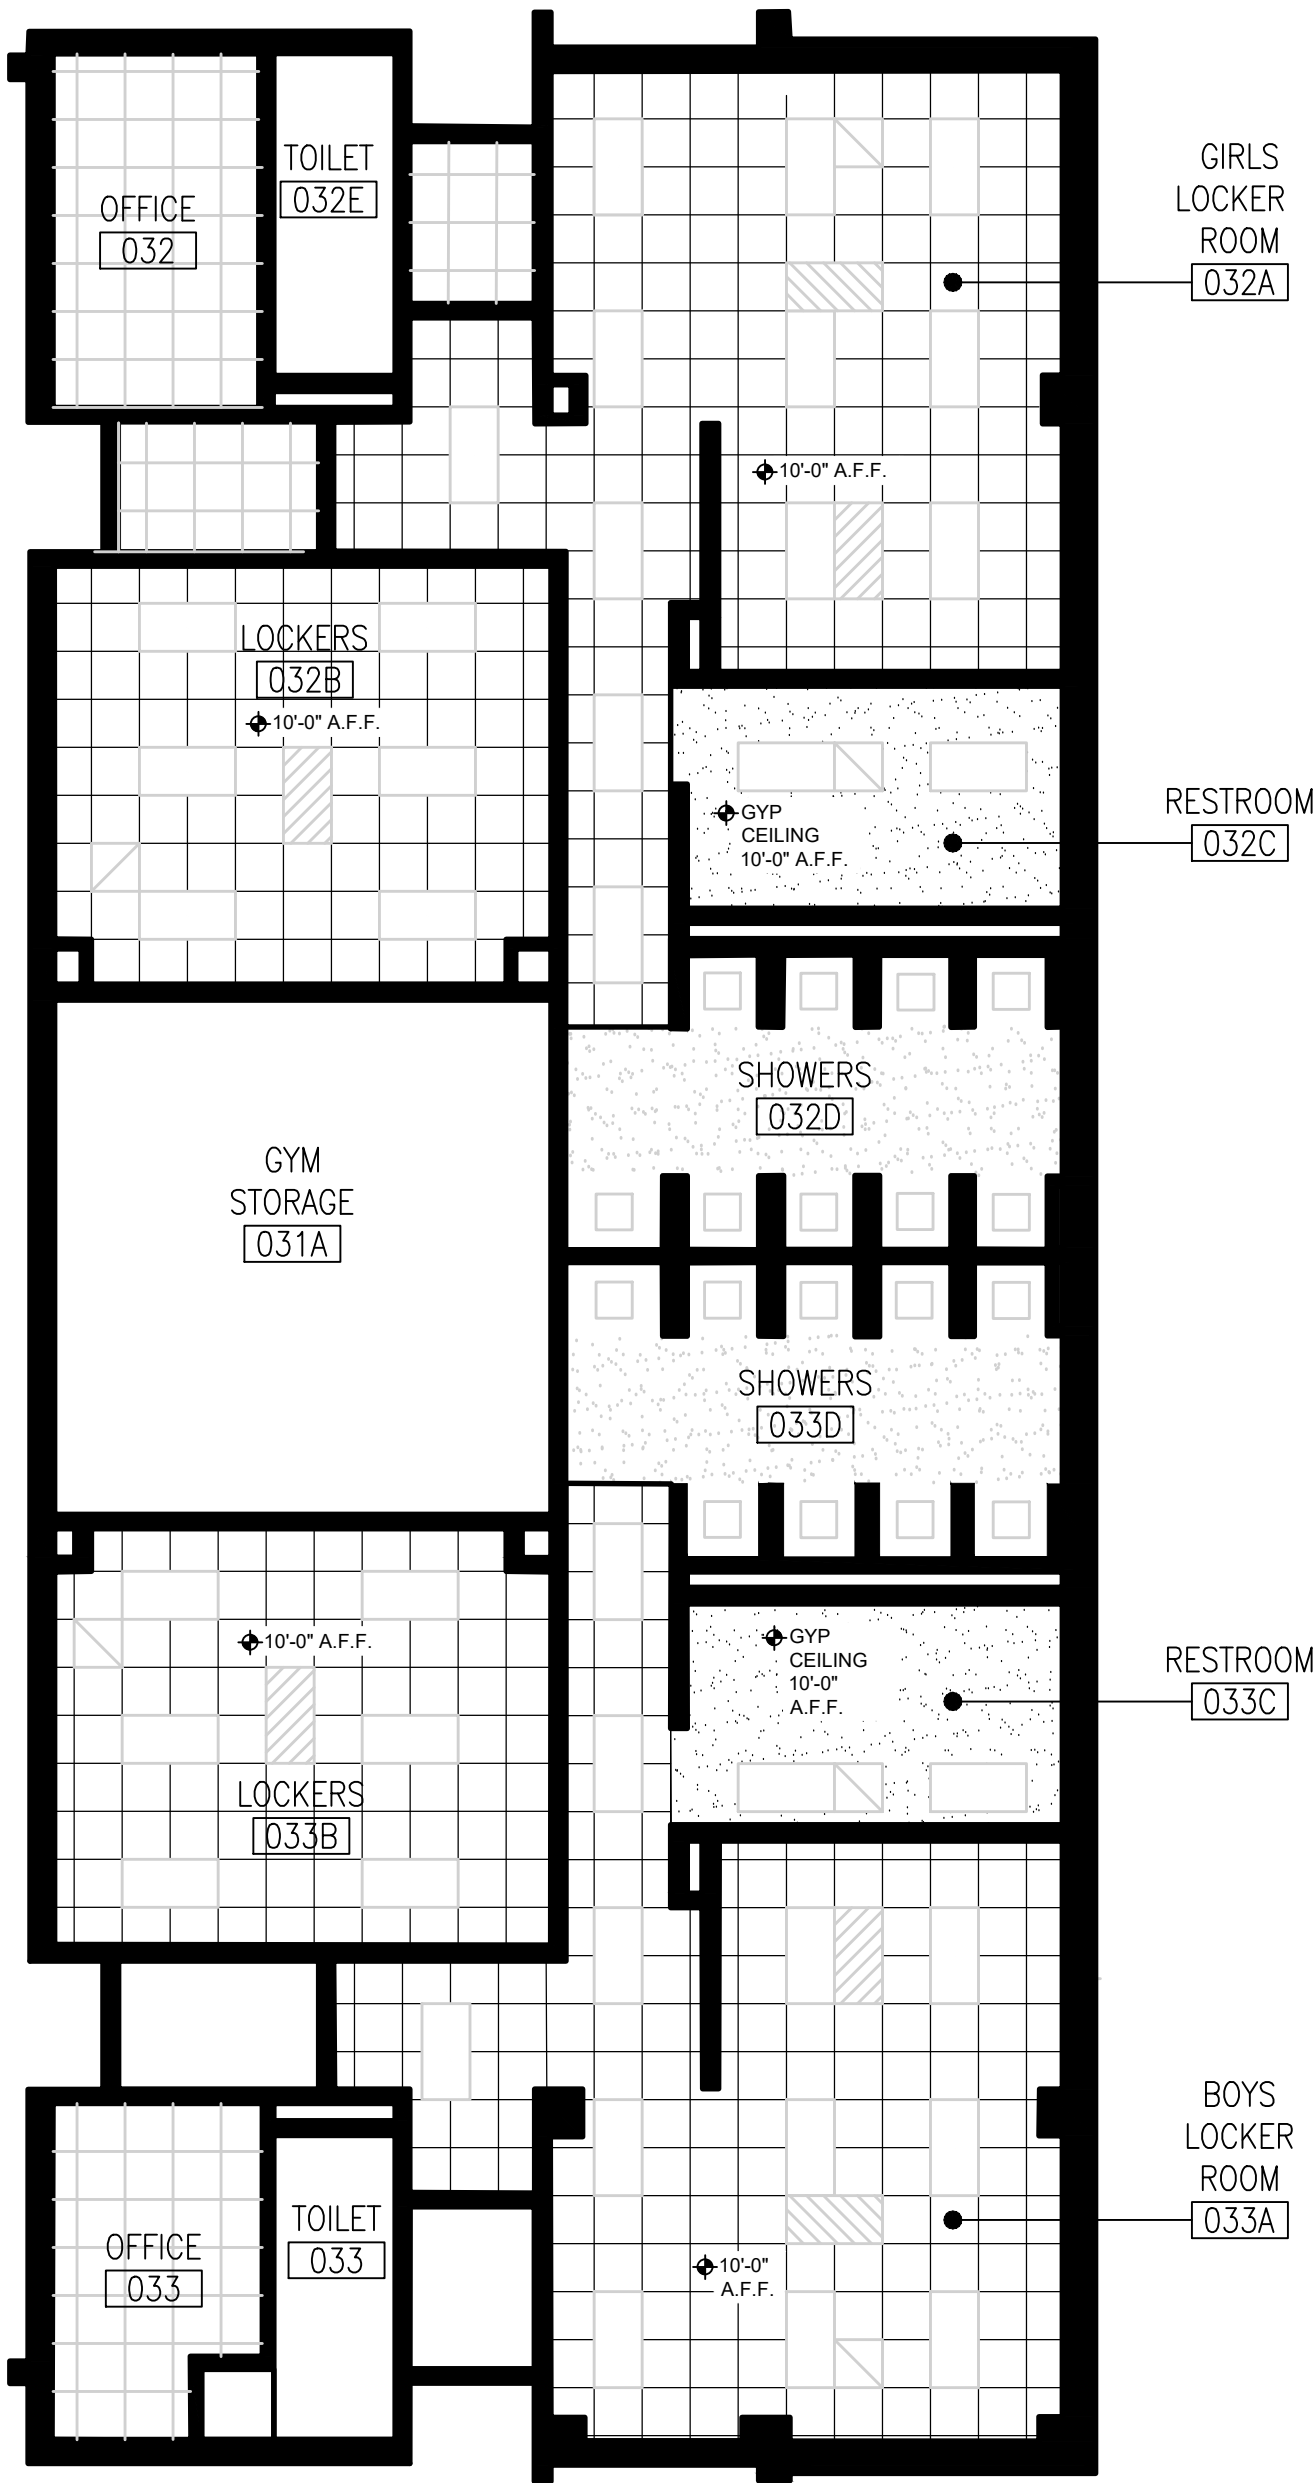 TOILET
032E
OFFICE
032
GIRLS
LOCKER
ROOM
032A
10'-0" A.F.F.
LOCKERS
032B
10'-0" A.F.F.
GYP
CEILING
10'-0" A.F.F.
RESTROOM
032C
SHOWERS
032D
GYM
STORAGE
031A
SHOWERS
033D
10'-0" A.F.F.
GYP
CEILING
10'-0"
A.F.F.
RESTROOM
033C
LOCKERS
033B
BOYS
LOCKER
ROOM
033A
TOILET
033
OFFICE
033
10'-0"
A.F.F.